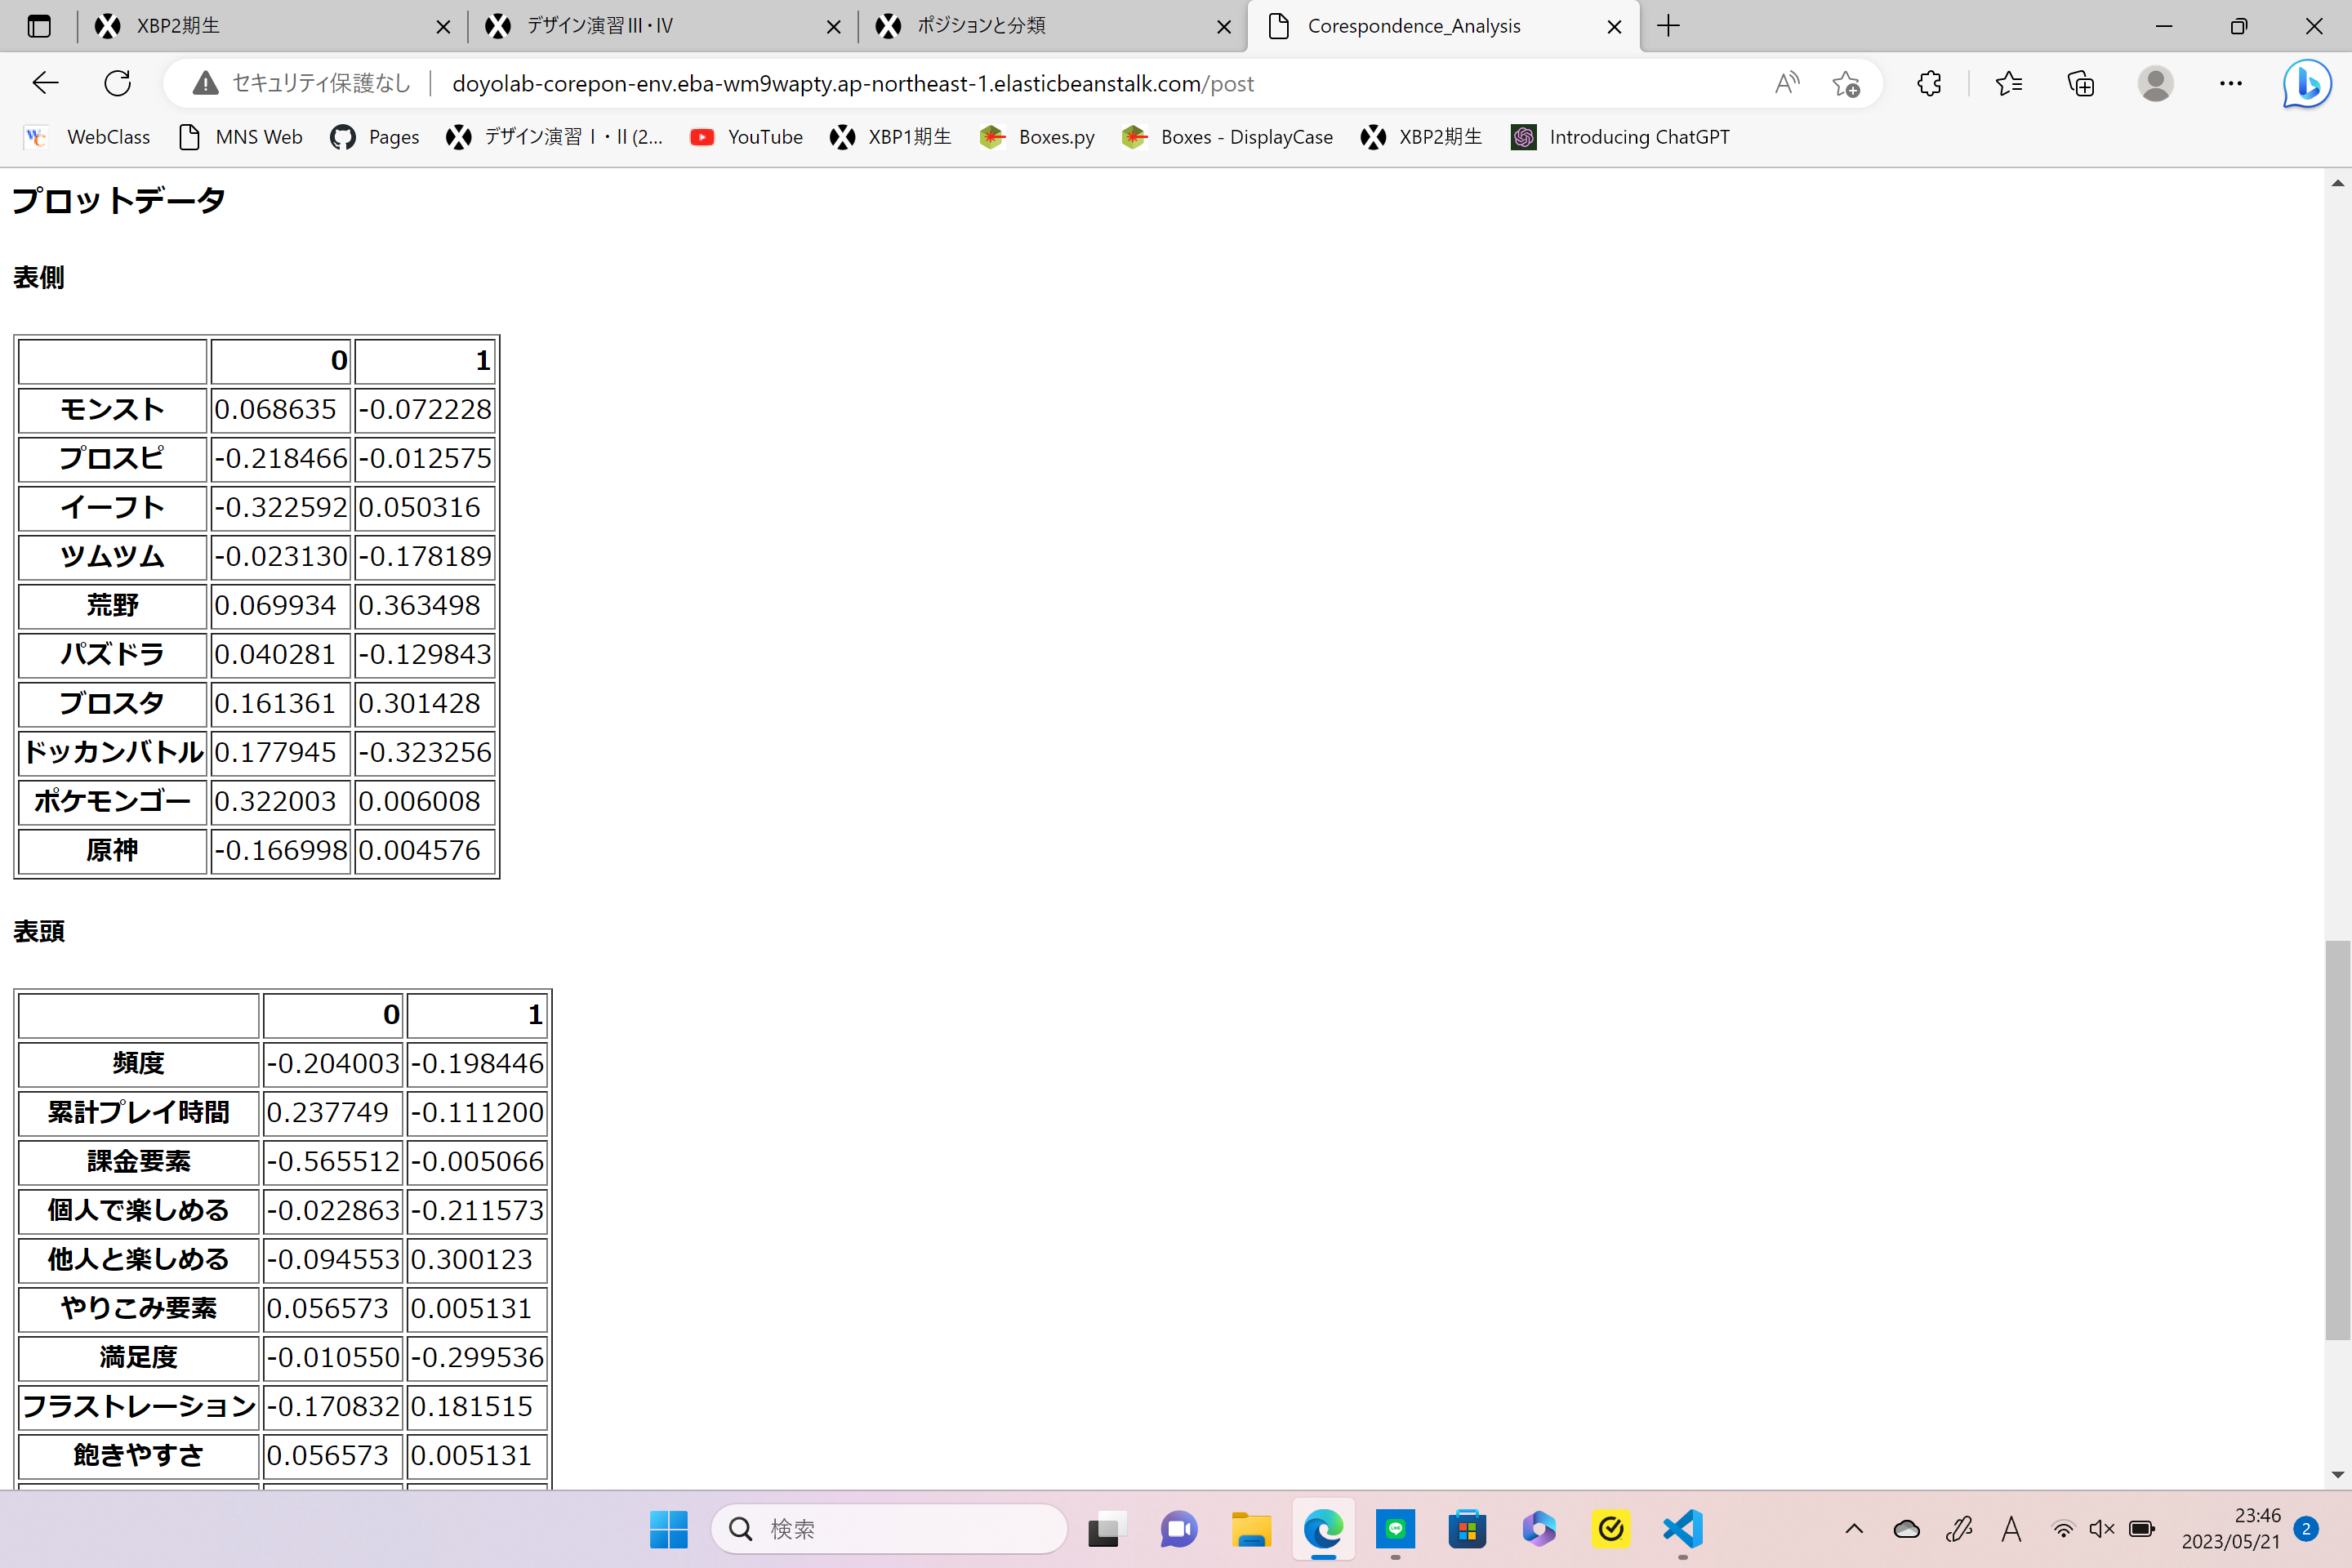 XBP2期生 デザイン演習Ⅲ・Ⅳ ポジションと分類 Corespondence_Analysis
セキュリティ保護なし doyolab-corepon-env.eba-wm9wapty.ap-northeast-1.elasticbeanstalk.com/post
WebClass MNS Web Pages デザイン演習Ⅰ・Ⅱ(2... YouTube XBP1期生 Boxes.py Boxes - DisplayCase XBP2期生 Introducing ChatGPT
プロットデータ
表側
0 1
モンスト 0.068635 -0.072228
プロスピ -0.218466 -0.012575
イーフト -0.322592 0.050316
ツムツム -0.023130 -0.178189
荒野 0.069934 0.363498
パズドラ 0.040281 -0.129843
ブロスタ 0.161361 0.301428
ドッカンバトル 0.177945 -0.323256
ポケモンゴー 0.322003 0.006008
原神 -0.166998 0.004576
表頭
0 1
頻度 -0.204003 -0.198446
累計プレイ時間 0.237749 -0.111200
課金要素 -0.565512 -0.005066
個人で楽しめる -0.022863 -0.211573
他人と楽しめる -0.094553 0.300123
やりこみ要素 0.056573 0.005131
満足度 -0.010550 -0.299536
フラストレーション -0.170832 0.181515
飽きやすさ 0.056573 0.005131
検索
A
23:46
2023/05/21
2